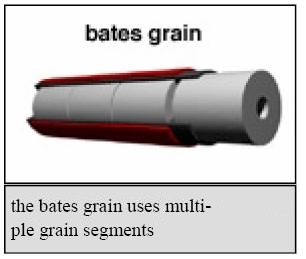 bates grain
the bates grain uses multi-
ple grain segments